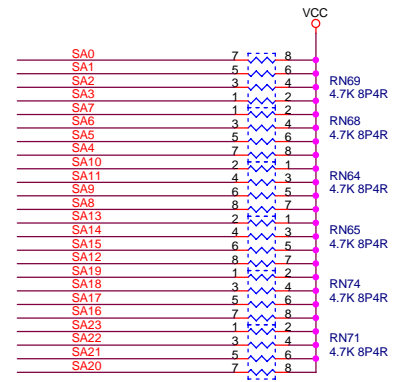 VCC
SA0 7 8
SA1 5 6
SA2 3 4 RN69
SA3 1 2 4.7K 8P4R
SA7 1 2
SA6 3 4 RN68
SA5 5 6 4.7K 8P4R
SA4 7 8
SA10 2 1
SA11 4 3 RN64
SA9 6 5 4.7K 8P4R
SA8 8 7
SA13 2 1
SA14 4 3 RN65
SA15 6 5 4.7K 8P4R
SA12 8 7
SA19 1 2
SA18 3 4 RN74
SA17 5 6 4.7K 8P4R
SA16 7 8
SA23 1 2
SA22 3 4 RN71
SA21 5 6 4.7K 8P4R
SA20 7 8